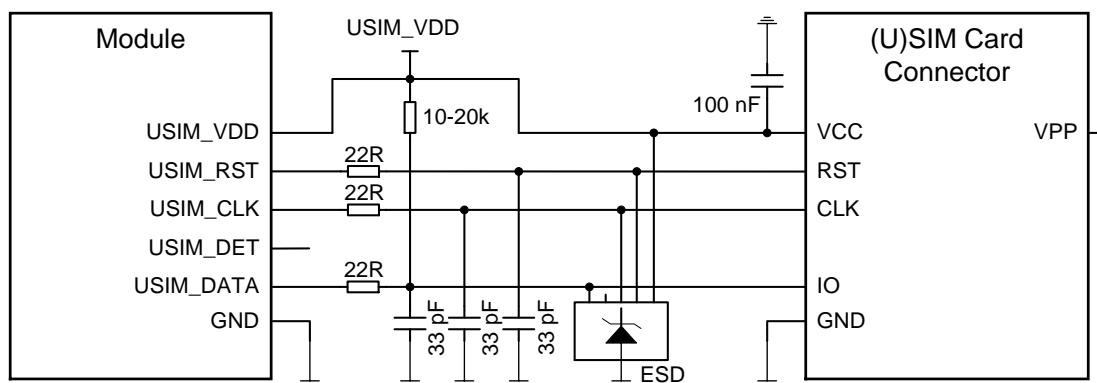 Module
USIM_VDD
(U)SIM Card
Connector
10-20k
100 nF
USIM_VDD
VCC
VPP
22R
USIM_RST
RST
22R
USIM_CLK
CLK
USIM_DET
22R
USIM_DATA
IO
GND
33 pF
33 pF
33 pF
GND
ESD